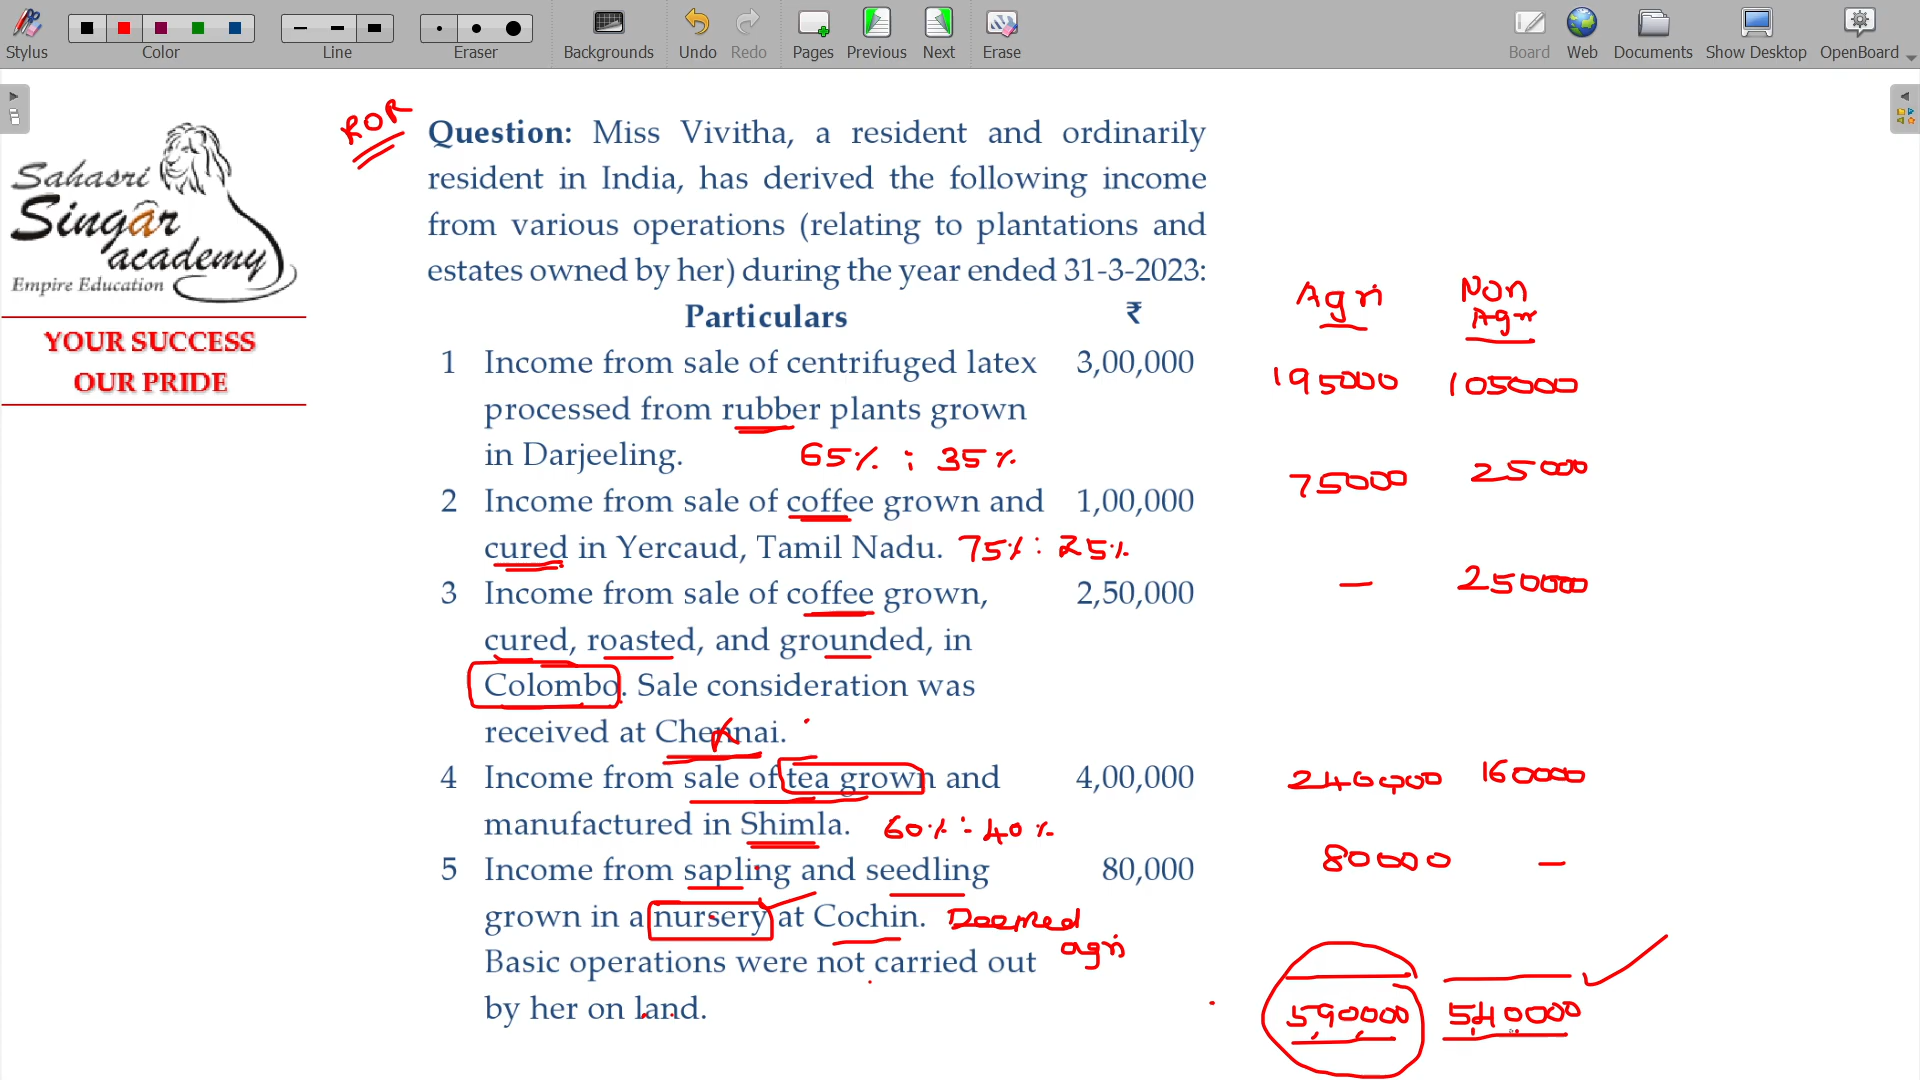 Stylus
Color
Line
Eraser
Backgrounds
Undo
Redo
Pages
Previous
Next
Erase
Board
Web
Documents
Show Desktop
OpenBoard
Sahasri
Singar
academy
Empire Education
YOUR SUCCESS
OUR PRIDE
ROR
Question: Miss Vivitha, a resident and ordinarily
resident in India, has derived the following income
from various operations (relating to plantations and
estates owned by her) during the year ended 31-3-2023:
Particulars ₹
Agri Non
Agr
1 Income from sale of centrifuged latex 3,00,000 195000 105000
processed from rubber plants grown
in Darjeeling. 65% : 35%
2 Income from sale of coffee grown and 1,00,000 75000 25000
cured in Yercaud, Tamil Nadu. 75% : 25%
3 Income from sale of coffee grown, 2,50,000 — 250000
cured, roasted, and grounded, in
Colombo. Sale consideration was
received at Chennai.
4 Income from sale of tea grown and 4,00,000 240000 160000
manufactured in Shimla. 60% : 40%
5 Income from sapling and seedling 80,000 80000 —
grown in a nursery at Cochin. Deemed
agri
Basic operations were not carried out
by her on land.
590000 540000